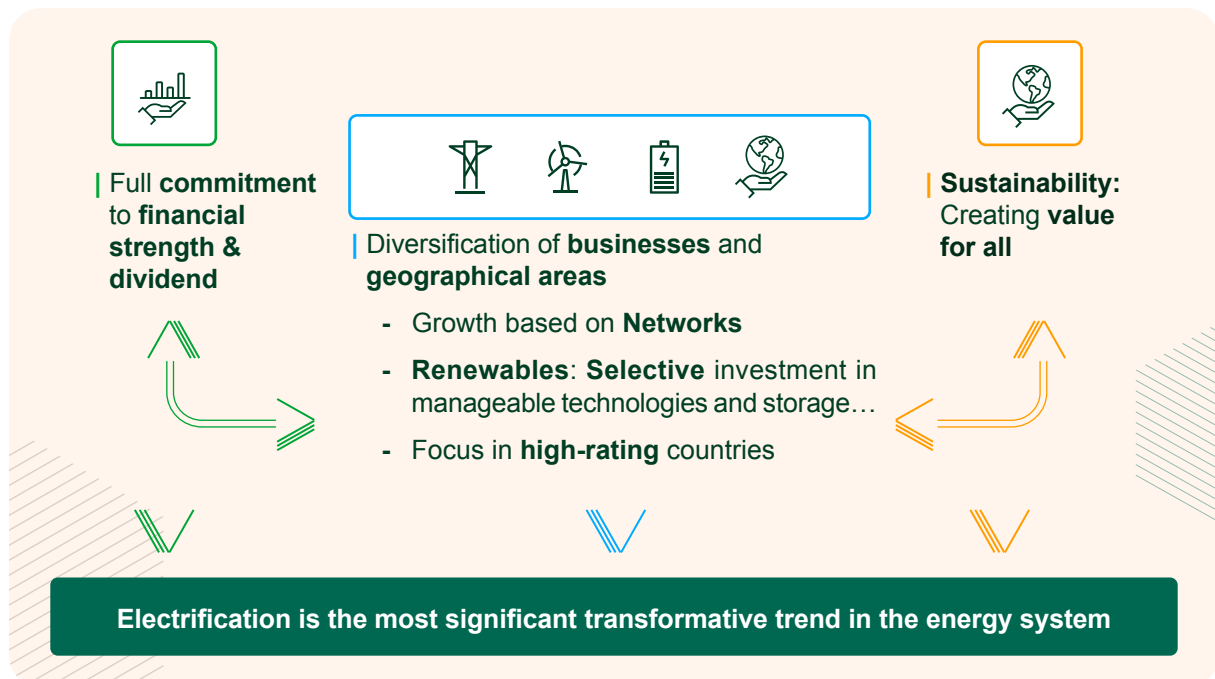 Full commitment
to financial
strength &
dividend
Diversification of businesses and
geographical areas
- Growth based on Networks
- Renewables: Selective investment in
manageable technologies and storage…
- Focus in high-rating countries
Sustainability:
Creating value
for all
Electrification is the most significant transformative trend in the energy system